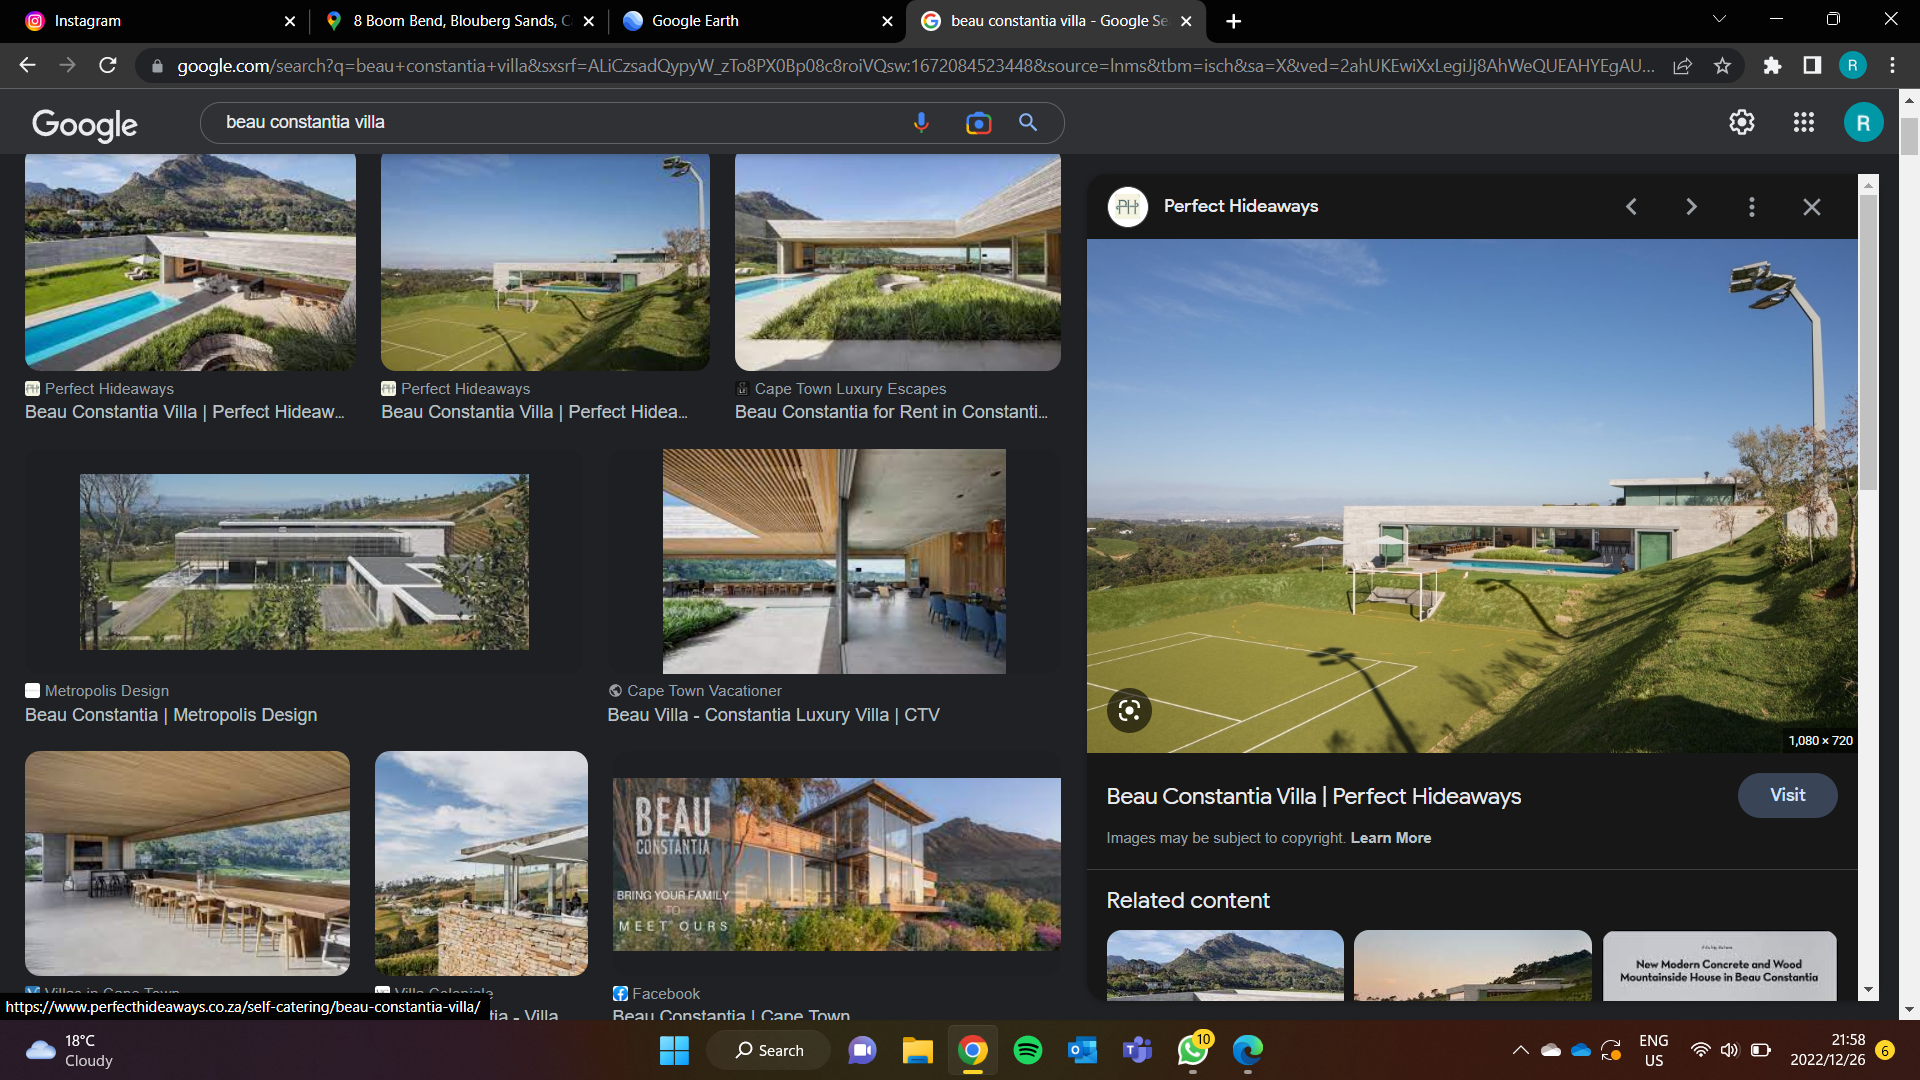 Instagram
8 Boom Bend, Blouberg Sands, C
Google Earth
beau constantia villa - Google Se
google.com/search?q=beau+constantia+villa&sxsrf=ALiCzsadQypyW_zTo8PX0Bp08c8roiVQsw:1672084523448&source=lnms&tbm=isch&sa=X&ved=2ahUKEwiXxLegiJj8AhWeQUEAHYEgAU...
R
Google
beau constantia villa
R
PH Perfect Hideaways
Perfect Hideaways
Beau Constantia Villa | Perfect Hideaw...
Perfect Hideaways
Beau Constantia Villa | Perfect Hidea...
Cape Town Luxury Escapes
Beau Constantia for Rent in Constanti...
Metropolis Design
Beau Constantia | Metropolis Design
Cape Town Vacationer
Beau Villa - Constantia Luxury Villa | CTV
BEAU
CONSTANTIA
BRING YOUR FAMILY
TO
MEET OURS
Facebook
Beau Constantia | Cape Town
Villas in Cape Town
Villa Coloniale
tia - Villa
1,080 × 720
Beau Constantia Villa | Perfect Hideaways
Visit
Images may be subject to copyright. Learn More
Related content
New Modern Concrete and Wood
Mountainside House in Beau Constantia
https://www.perfecthideaways.co.za/self-catering/beau-constantia-villa/
18°C
Cloudy
Search
10
ENG
US
21:58
2022/12/26
6